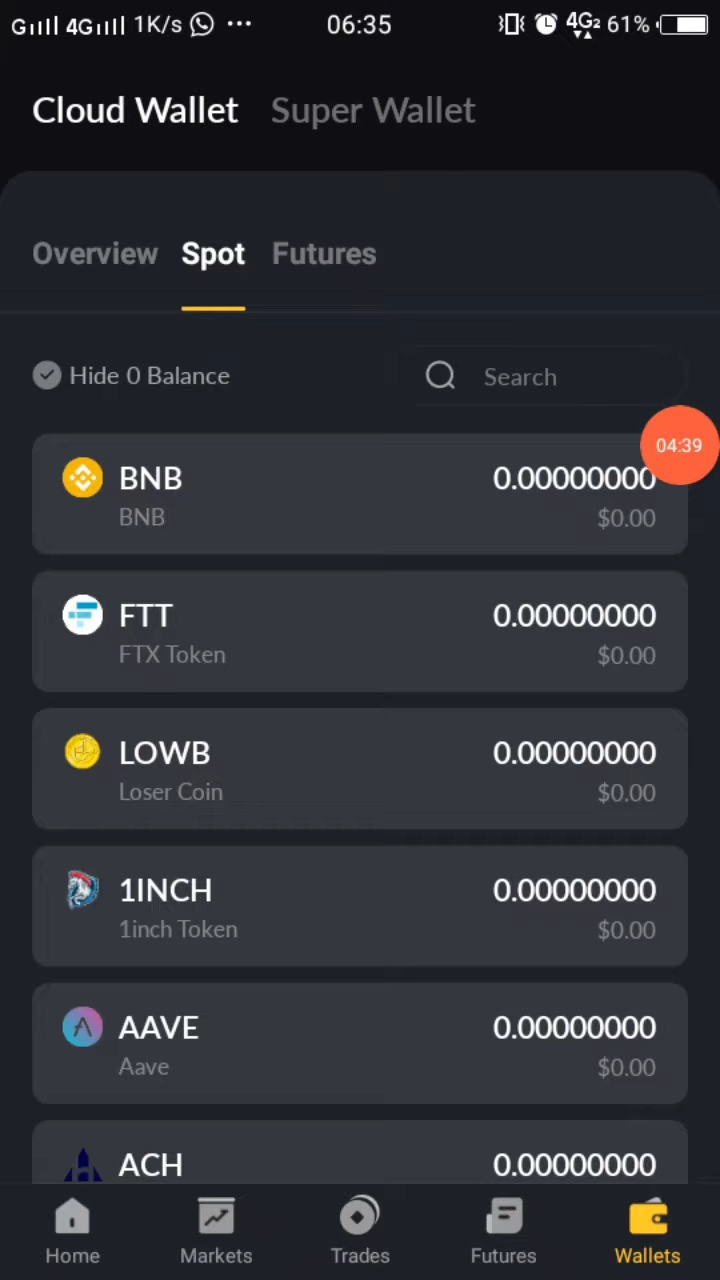 4G 1K/s ... 06:35 4G2 61%
Cloud Wallet Super Wallet
Overview Spot Futures
Hide 0 Balance Search
04:39
BNB 0.00000000
BNB $0.00
FTT 0.00000000
FTX Token $0.00
LOWB 0.00000000
Loser Coin $0.00
1INCH 0.00000000
1inch Token $0.00
AAVE 0.00000000
Aave $0.00
ACH 0.00000000
Home Markets Trades Futures Wallets